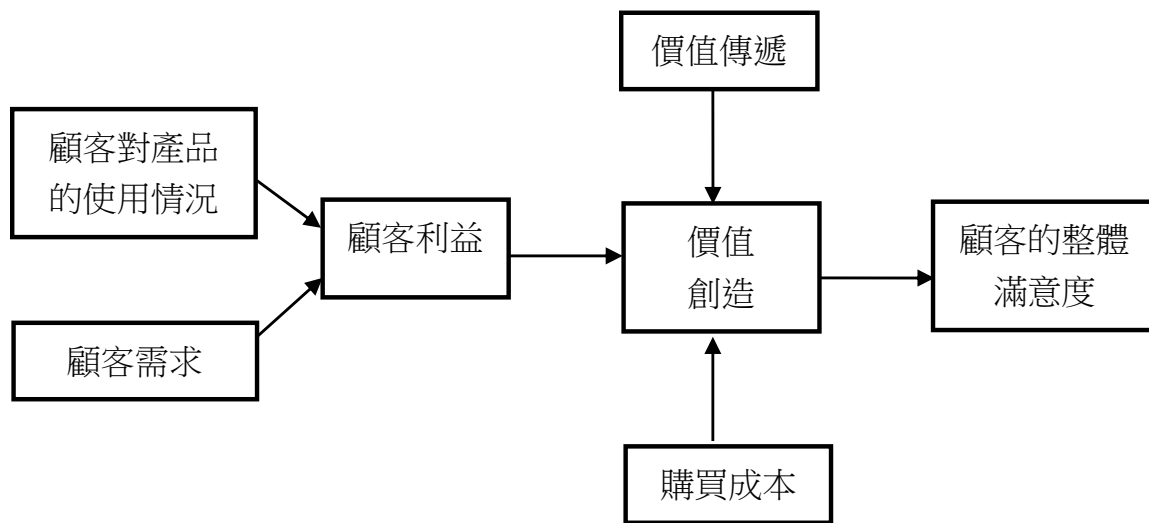 價值傳遞
顧客對產品
的使用情況
顧客利益
價值
創造
顧客的整體
滿意度
顧客需求
購買成本